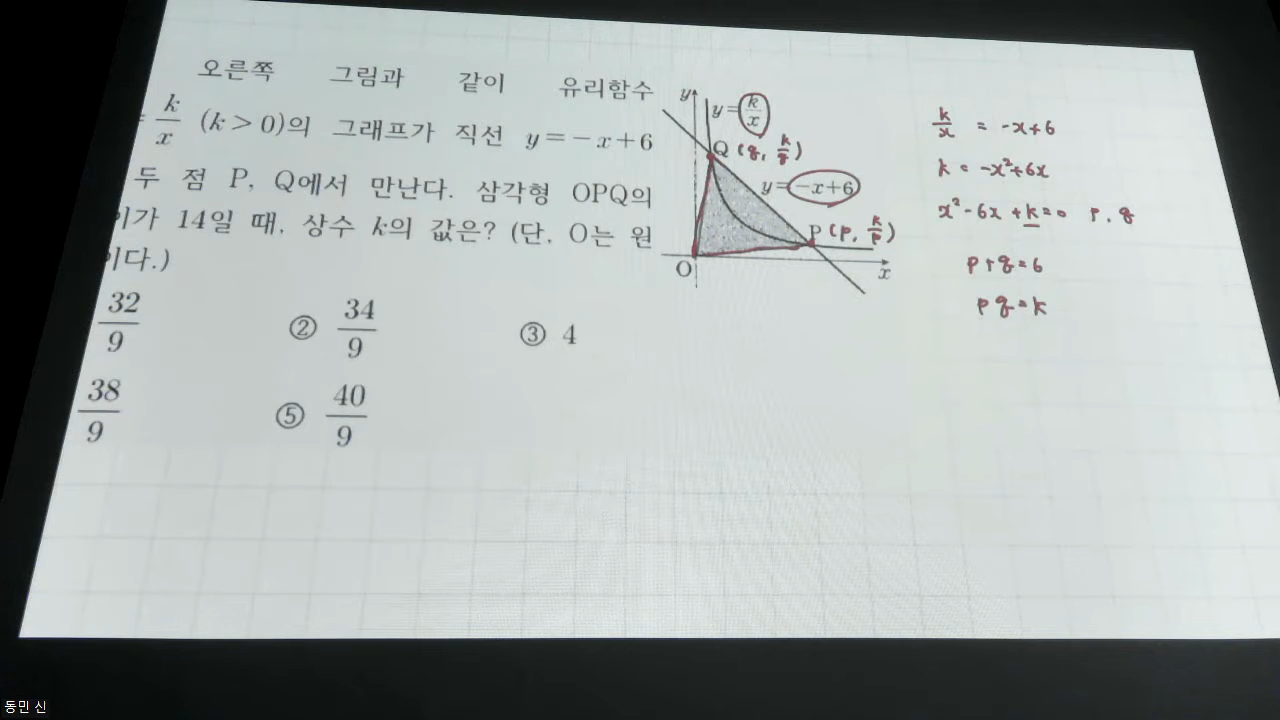 오른쪽 그림과 같이 유리함수
k/x (k>0)의 그래프가 직선 y=-x+6
두 점 P, Q에서 만난다. 삼각형 OPQ의
이가 14일 때, 상수 k의 값은? (단, O는 원
이다.)
32/9
② 34/9
③ 4
38/9
⑤ 40/9
y
y=k/x
Q (q, k/q)
y=-x+6
P (p, k/p)
O
x
k/x = -x+6
k = -x²+6x
x²-6x+k=0 p, q
p+q=6
pq=k
동민 신